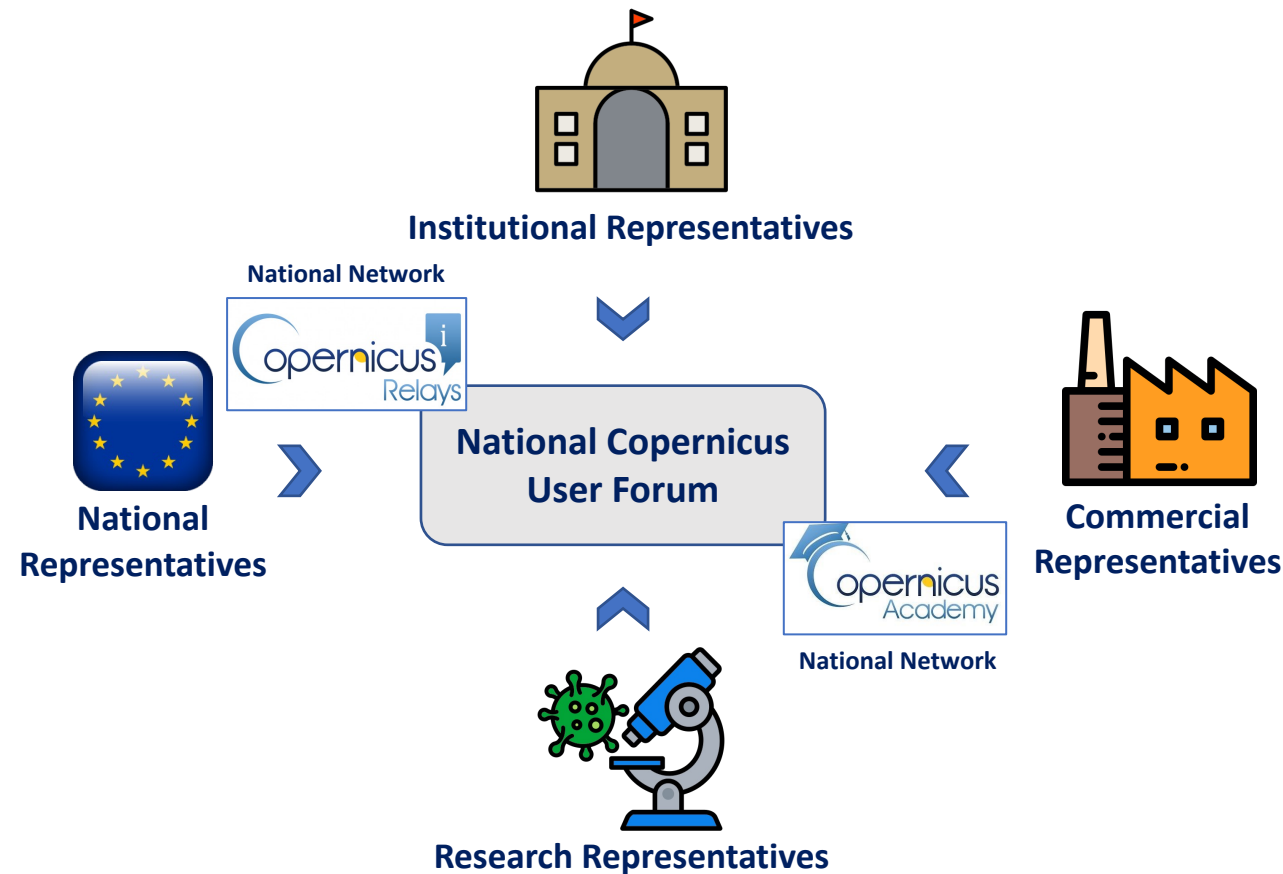 Institutional Representatives
National Network
Copernicus
i
Relays
National Copernicus
User Forum
National
Representatives
Commercial
Representatives
Copernicus
Academy
National Network
Research Representatives